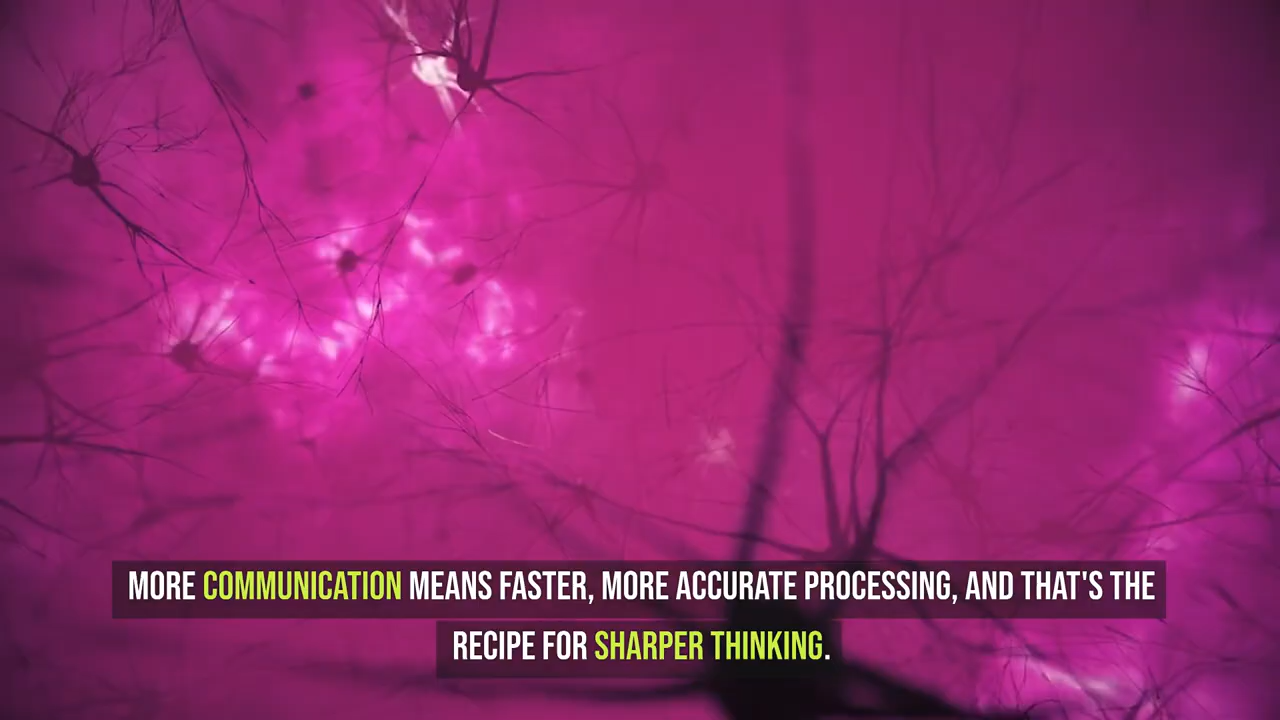 MORE COMMUNICATION MEANS FASTER, MORE ACCURATE PROCESSING, AND THAT'S THE
RECIPE FOR SHARPER THINKING.